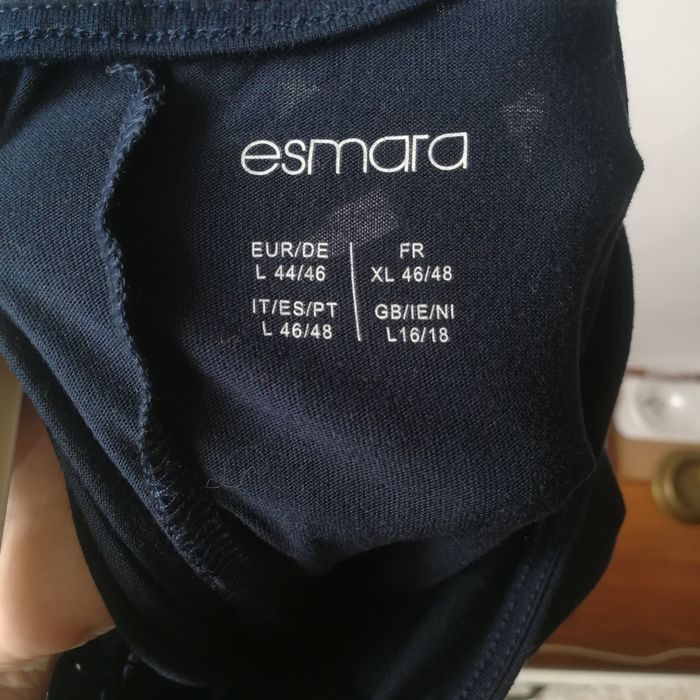 esmara
EUR/DE
L 44/46
FR
XL 46/48
IT/ES/PT
L 46/48
GB/IE/NI
L16/18